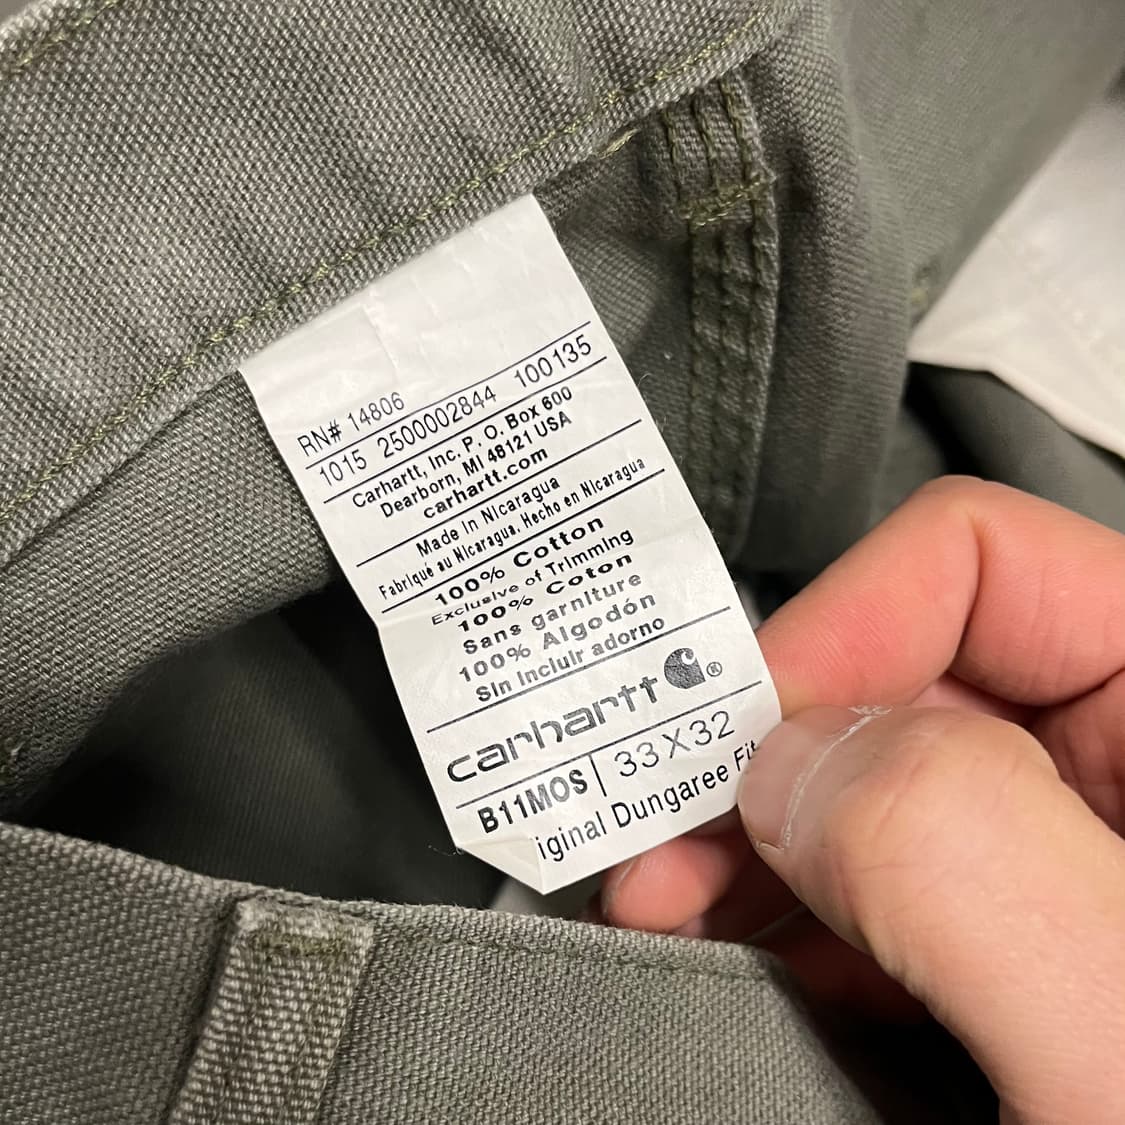 RN# 14806
1015 2500002844 100135
Carhartt, Inc. P. O. Box 600
Dearborn, MI 48121 USA
carhartt.com
Made in Nicaragua
Fabriqué au Nicaragua. Hecho en Nicaragua
100% Cotton
Exclusive of Trimming
100% Coton
Sans garniture
100% Algodón
Sin incluir adorno
carhartt ®
B11MOS | 33 X 32
iginal Dungaree Fit